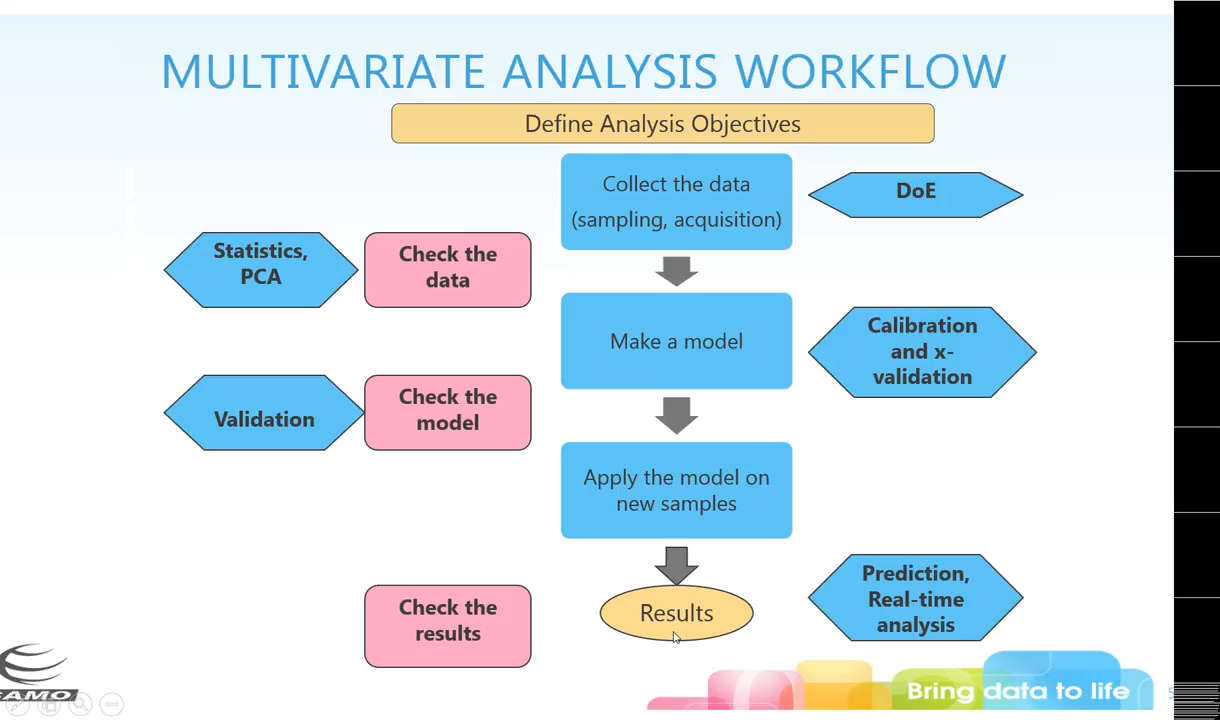 MULTIVARIATE ANALYSIS WORKFLOW
Define Analysis Objectives
Collect the data
(sampling, acquisition)
DoE
Statistics,
PCA
Check the
data
Make a model
Calibration
and x-
validation
Validation
Check the
model
Apply the model on
new samples
Check the
results
Results
Prediction,
Real-time
analysis
Bring data to life